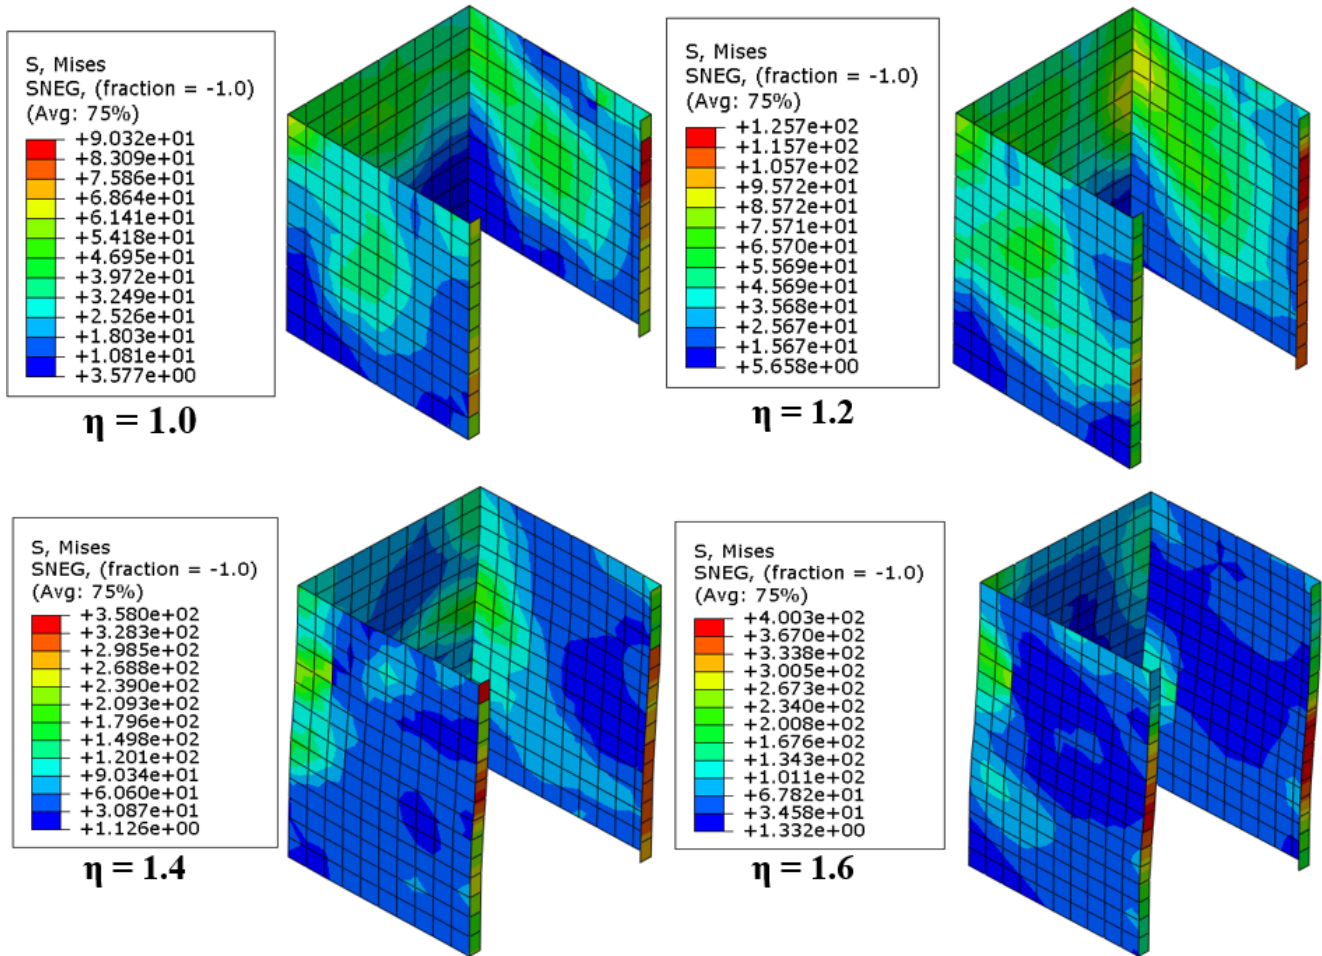 S, Mises
SNEG, (fraction = -1.0)
(Avg: 75%)
+9.032e+01
+8.309e+01
+7.586e+01
+6.864e+01
+6.141e+01
+5.418e+01
+4.695e+01
+3.972e+01
+3.249e+01
+2.526e+01
+1.803e+01
+1.081e+01
+3.577e+00
η = 1.0
S, Mises
SNEG, (fraction = -1.0)
(Avg: 75%)
+1.257e+02
+1.157e+02
+1.057e+02
+9.572e+01
+8.572e+01
+7.571e+01
+6.570e+01
+5.569e+01
+4.569e+01
+3.568e+01
+2.567e+01
+1.567e+01
+5.658e+00
η = 1.2
S, Mises
SNEG, (fraction = -1.0)
(Avg: 75%)
+3.580e+02
+3.283e+02
+2.985e+02
+2.688e+02
+2.390e+02
+2.093e+02
+1.796e+02
+1.498e+02
+1.201e+02
+9.034e+01
+6.060e+01
+3.087e+01
+1.126e+00
η = 1.4
S, Mises
SNEG, (fraction = -1.0)
(Avg: 75%)
+4.003e+02
+3.670e+02
+3.338e+02
+3.005e+02
+2.673e+02
+2.340e+02
+2.008e+02
+1.676e+02
+1.343e+02
+1.011e+02
+6.782e+01
+3.458e+01
+1.332e+00
η = 1.6